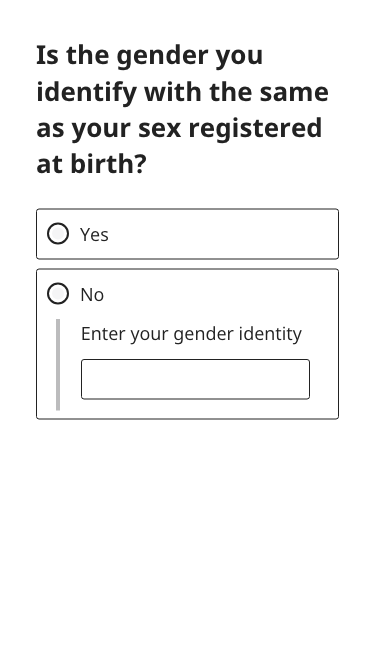 Is the gender you
identify with the same
as your sex registered
at birth?
Yes
No
Enter your gender identity